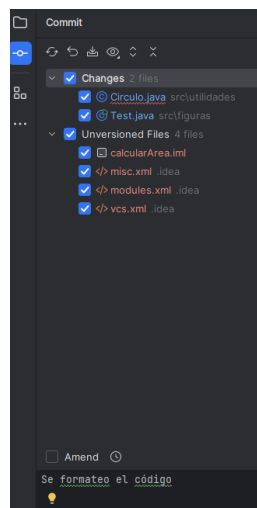 Commit
Changes 2 files
Circulo.java src\utilidades
Test.java src\figuras
Unversioned Files 4 files
calcularArea.iml
misc.xml .idea
modules.xml .idea
vcs.xml .idea
Amend
Se formateo el código